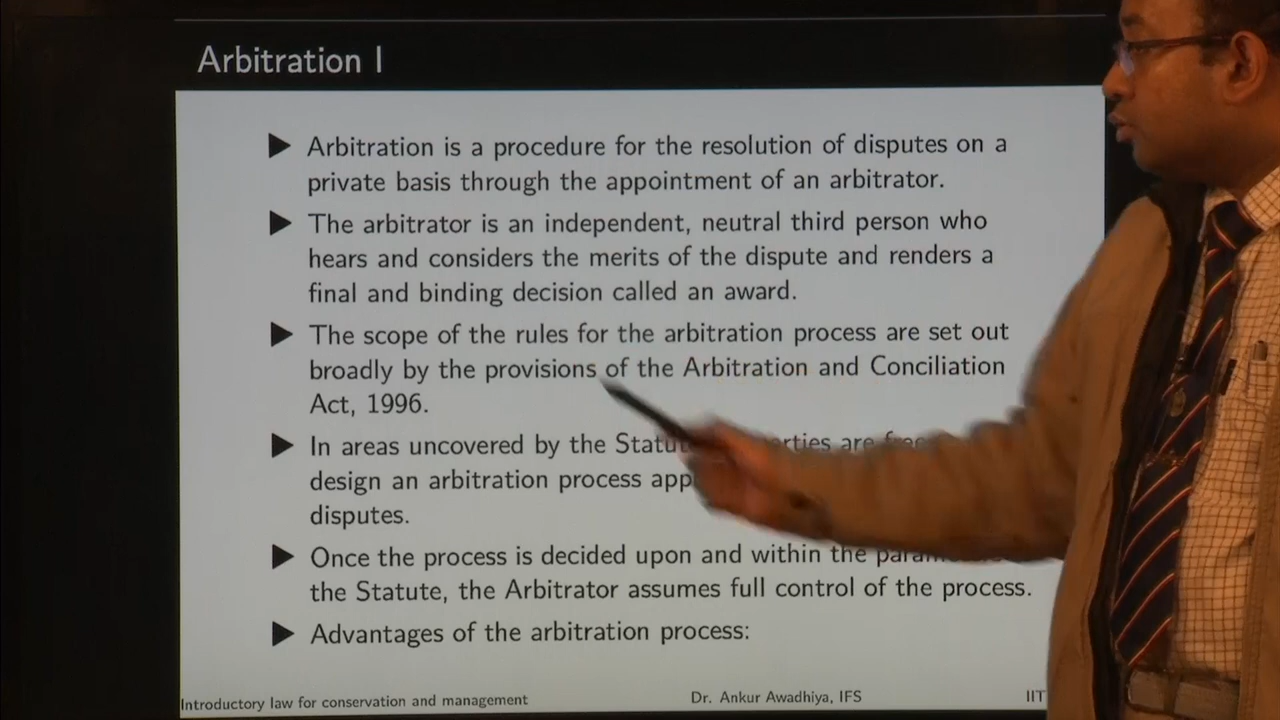 Arbitration I
Arbitration is a procedure for the resolution of disputes on a
private basis through the appointment of an arbitrator.
The arbitrator is an independent, neutral third person who
hears and considers the merits of the dispute and renders a
final and binding decision called an award.
The scope of the rules for the arbitration process are set out
broadly by the provisions of the Arbitration and Conciliation
Act, 1996.
In areas uncovered by the are
design an arbitration process
disputes.
Once the process is decided upon and within the
the Statute, the Arbitrator assumes full control of the process.
Advantages of the arbitration process:
Introductory law for conservation and management Dr. Ankur Awadhiya, IFS IIT